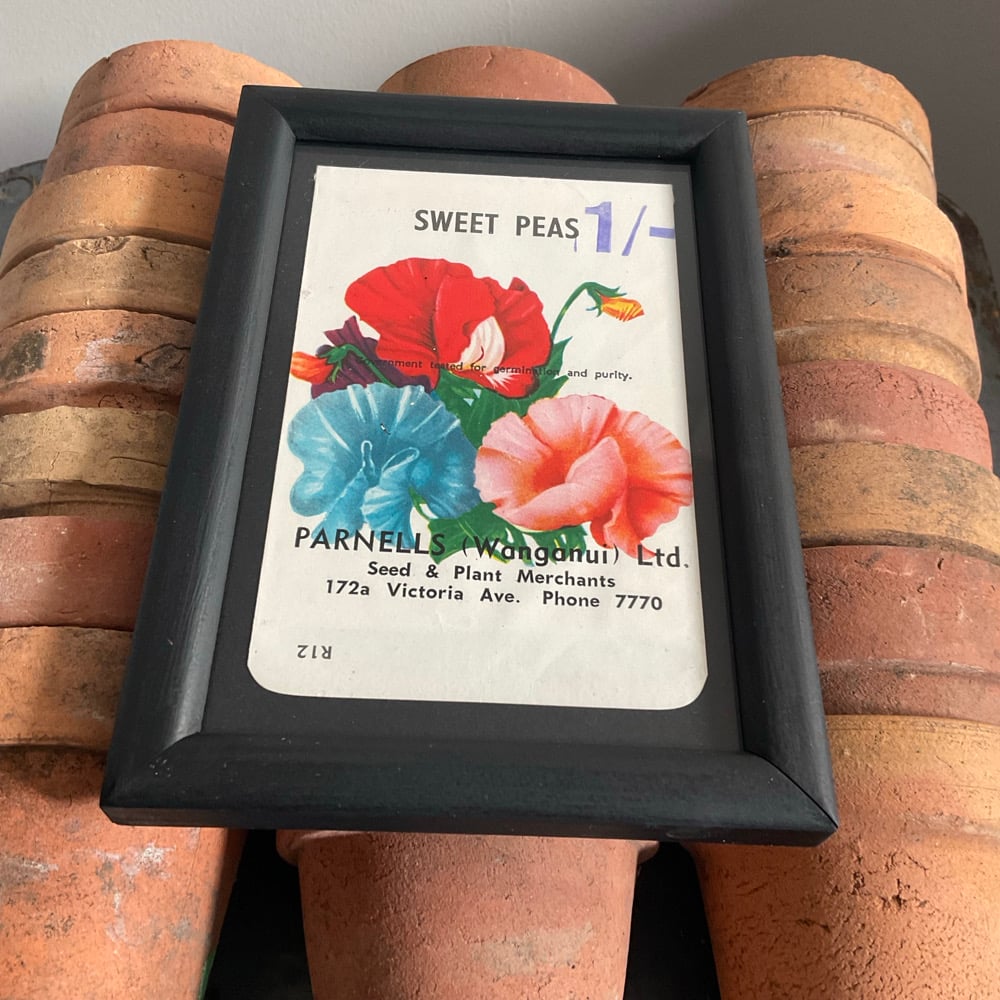 SWEET PEAS 1/-
tested for germination and purity.
PARNELLS (Wanganui) Ltd.
Seed & Plant Merchants
172a Victoria Ave. Phone 7770
R12